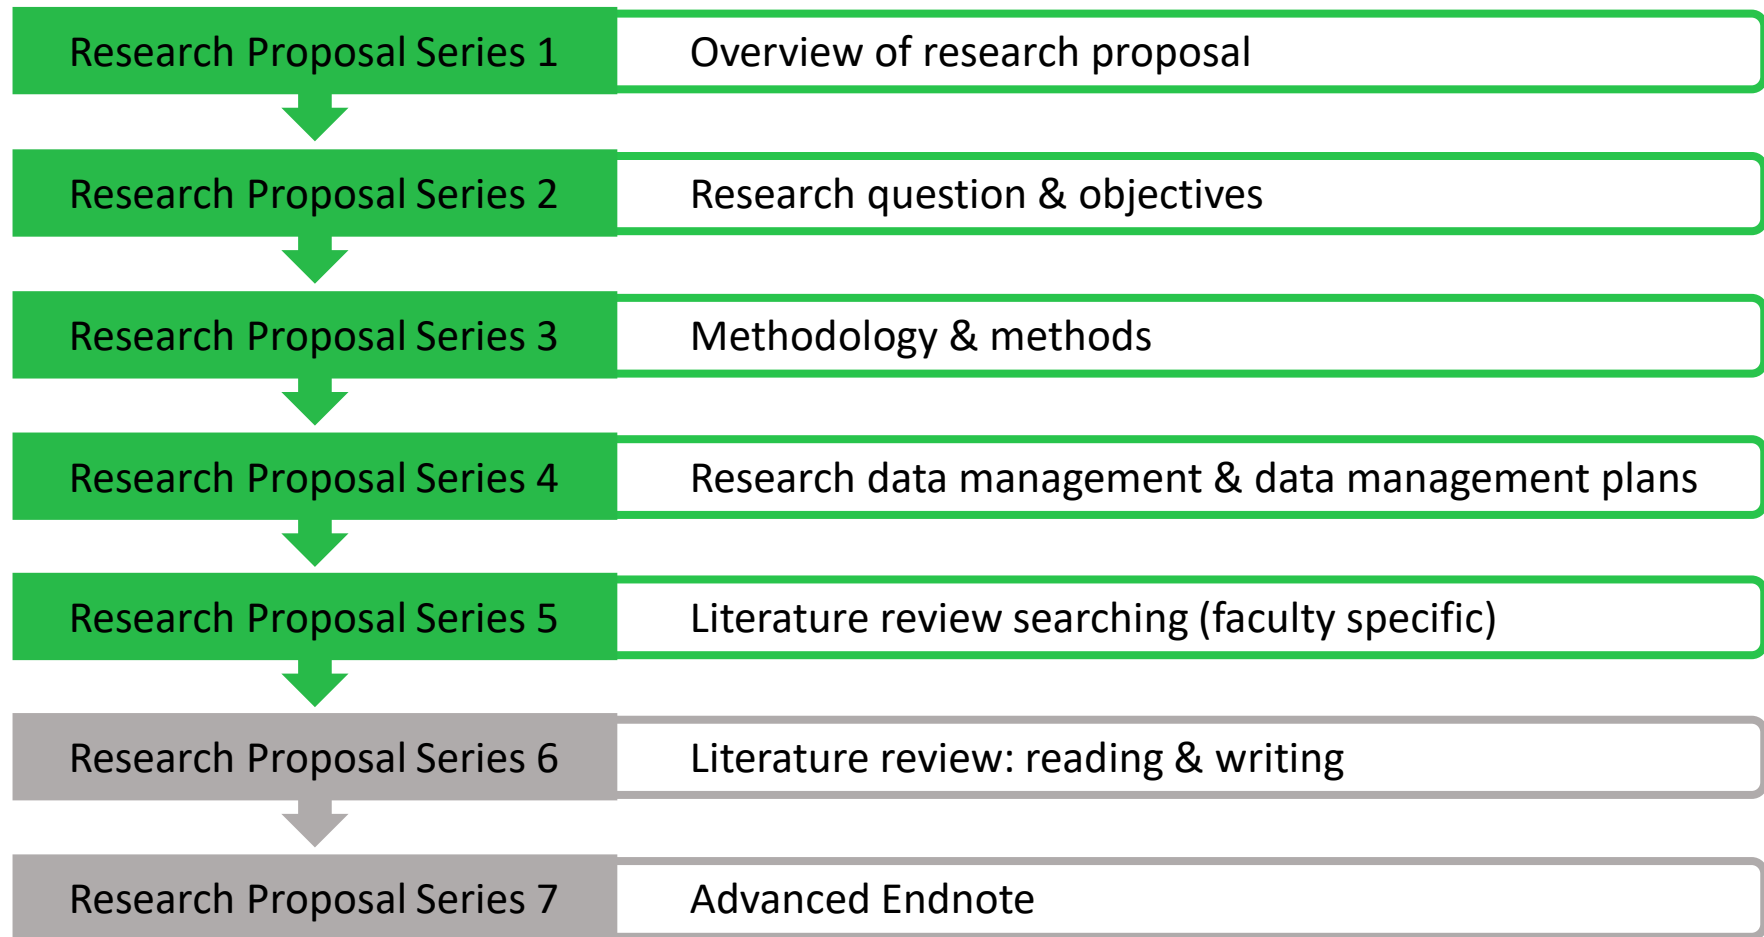 Research Proposal Series 1
Overview of research proposal
Research Proposal Series 2
Research question & objectives
Research Proposal Series 3
Methodology & methods
Research Proposal Series 4
Research data management & data management plans
Research Proposal Series 5
Literature review searching (faculty specific)
Research Proposal Series 6
Literature review: reading & writing
Research Proposal Series 7
Advanced Endnote